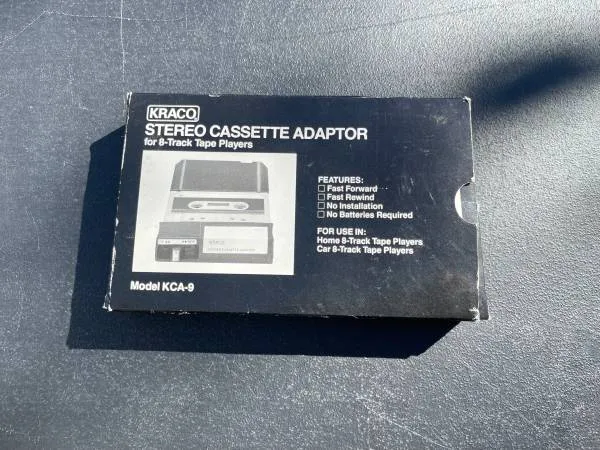 KRACO
STEREO CASSETTE ADAPTOR
for 8-Track Tape Players
FEATURES:
Fast Forward
Fast Rewind
No Installation
No Batteries Required
FOR USE IN:
Home 8-Track Tape Players
Car 8-Track Tape Players
KRACO
Model KCA-9